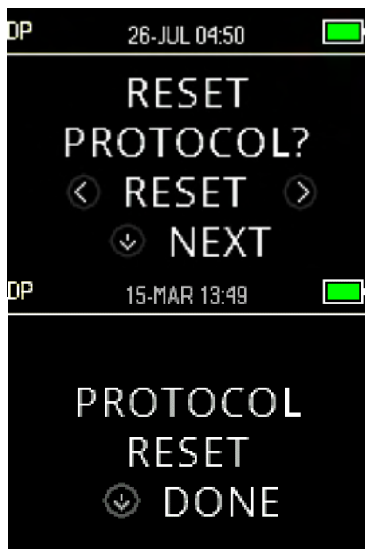 DP 26-JUL 04:50
RESET
PROTOCOL?
RESET
NEXT
DP 15-MAR 13:49
PROTOCOL
RESET
DONE